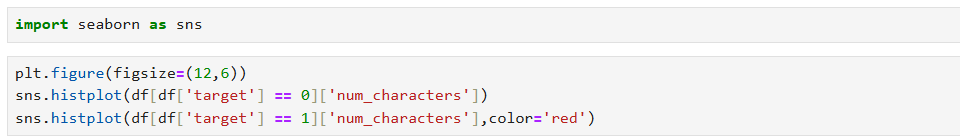 import seaborn as sns
plt.figure(figsize=(12,6))
sns.histplot(df[df['target'] == 0]['num_characters'])
sns.histplot(df[df['target'] == 1]['num_characters'],color='red')